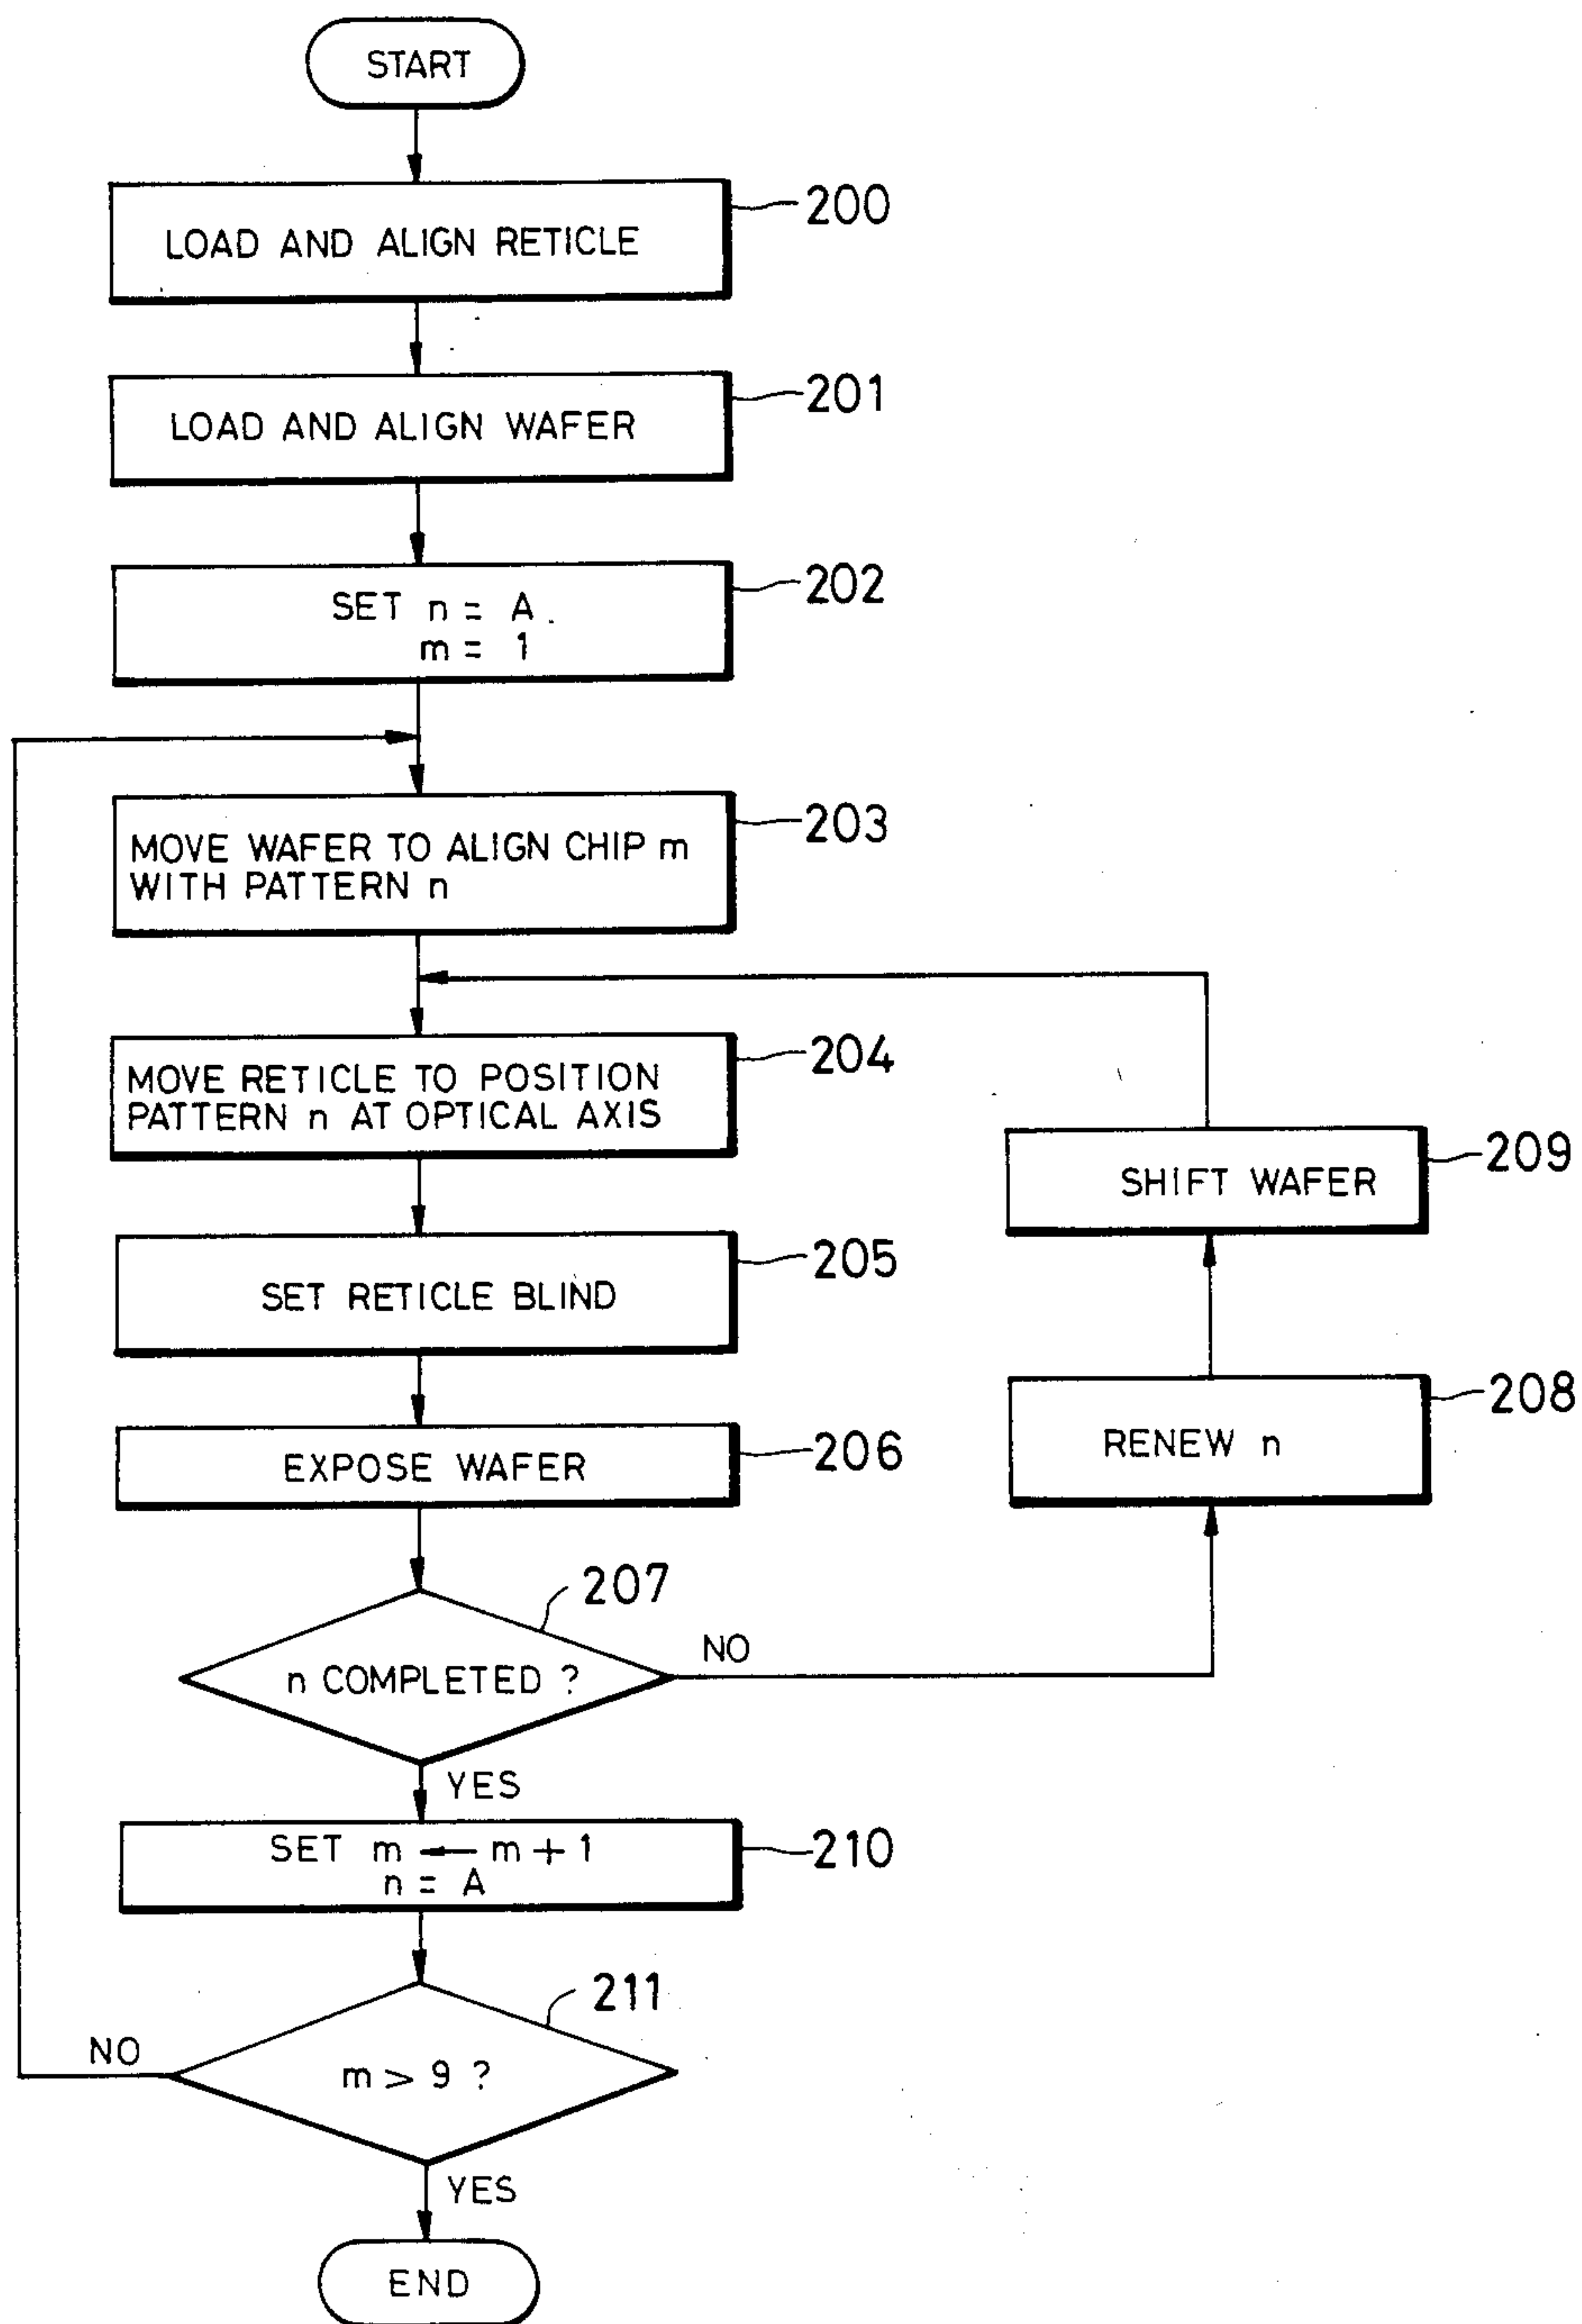 START
LOAD AND ALIGN RETICLE
200
LOAD AND ALIGN WAFER
201
SET n = A
m = 1
202
MOVE WAFER TO ALIGN CHIP m
WITH PATTERN n
203
MOVE RETICLE TO POSITION
PATTERN n AT OPTICAL AXIS
204
SHIFT WAFER
209
SET RETICLE BLIND
205
RENEW n
208
EXPOSE WAFER
206
207
n COMPLETED ?
NO
YES
SET m ← m + 1
n = A
210
211
m > 9 ?
NO
YES
END